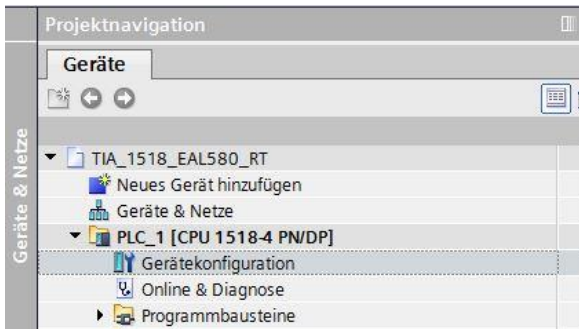 Projektnavigation
Geräte
Geräte & Netze
TIA_1518_EAL580_RT
Neues Gerät hinzufügen
Geräte & Netze
PLC_1 [CPU 1518-4 PN/DP]
Gerätekonfiguration
Online & Diagnose
Programmbausteine